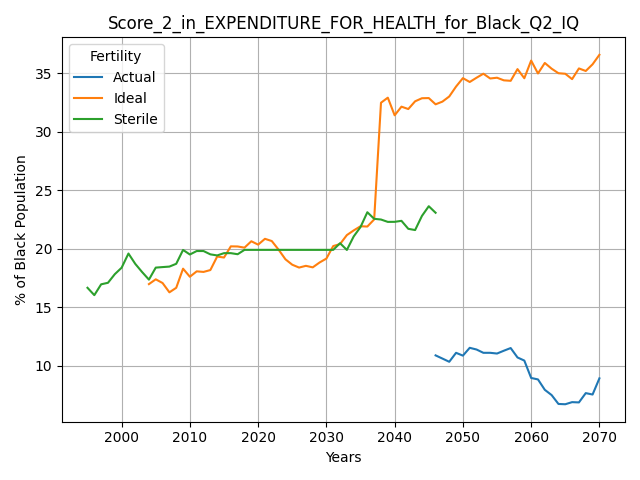 Score_2_in_EXPENDITURE_FOR_HEALTH_for_Black_Q2_IQ
Fertility
Actual
Ideal
Sterile
% of Black Population
35
30
25
20
15
10
2000 2010 2020 2030 2040 2050 2060 2070
Years